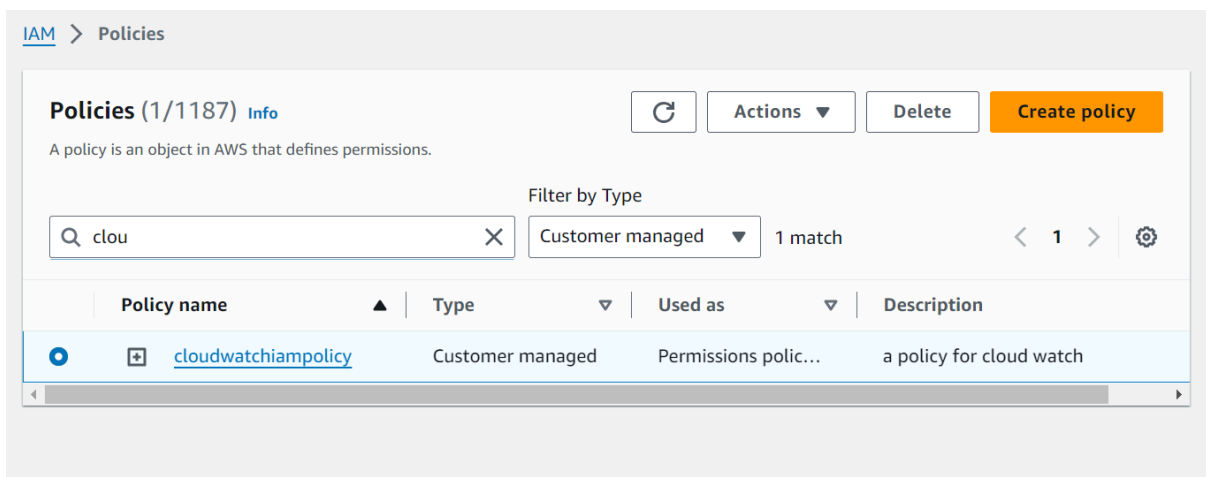 IAM > Policies
Policies (1/1187) Info
Actions ▼
Delete
Create policy
A policy is an object in AWS that defines permissions.
Filter by Type
clou
Customer managed ▼
1 match
< 1 >
Policy name ▲ Type ▽ Used as ▽ Description
cloudwatchiampolicy Customer managed Permissions polic... a policy for cloud watch